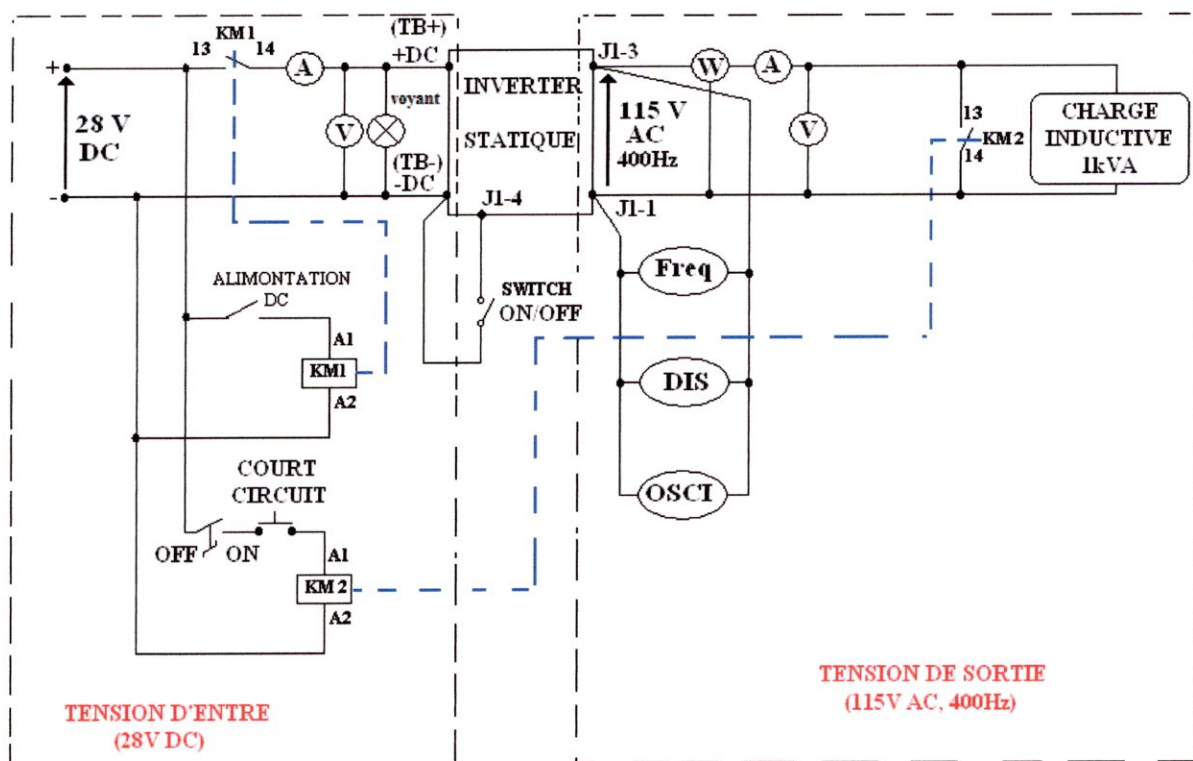 KM1
13 14
(TB+)
+DC
A
+
28 V
DC
-
V
voyant
(TB-)
-DC
INVERTER
STATIQUE
J1-4
J1-3
115 V
AC
400Hz
J1-1
W
A
V
13
KM2
14
CHARGE
INDUCTIVE
1kVA
ALIMONTATION
DC
A1
KM1
A2
SWITCH
ON/OFF
Freq
DIS
OSCI
COURT
CIRCUIT
OFF ON
A1
KM 2
A2
TENSION D'ENTRE
(28V DC)
TENSION DE SORTIE
(115V AC, 400Hz)